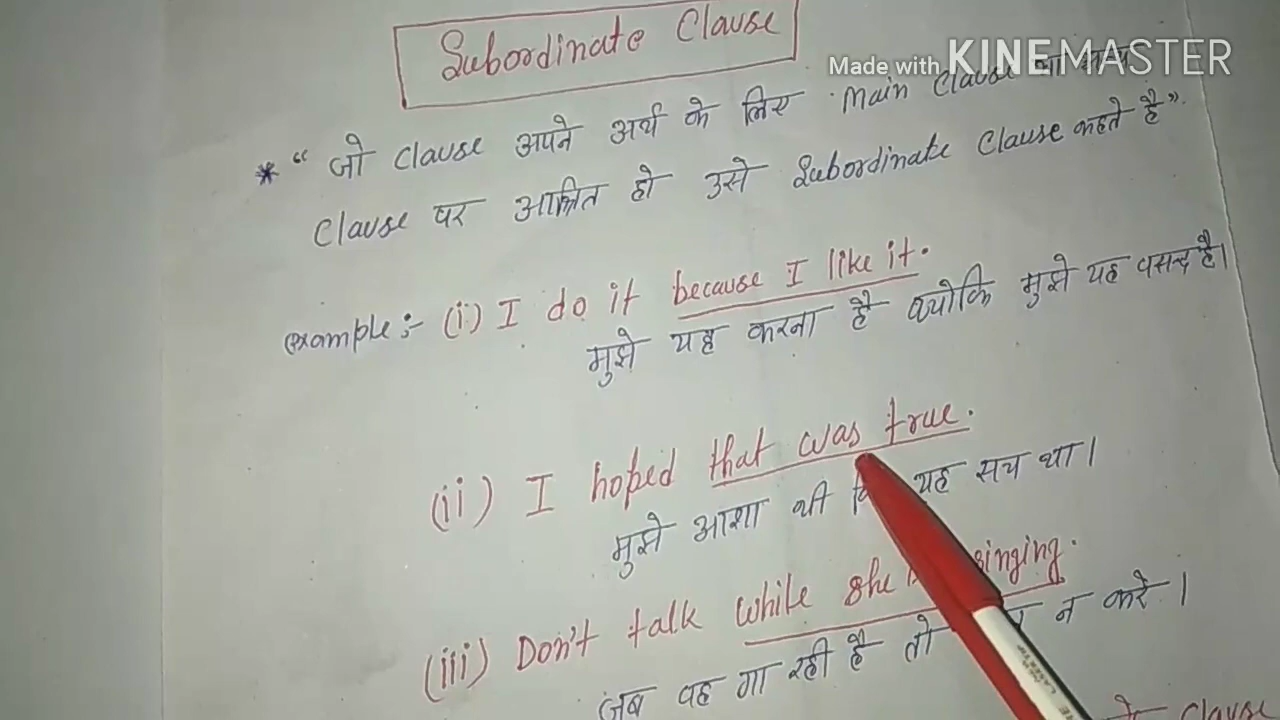 Subordinate Clause
Made with KINEMASTER
* " जो Clause अपने अर्थ के लिए Main Clause
Clause पर आश्रित हो उसे Subordinate Clause कहते है".
example:- (i) I do it because I like it.
मुझे यह करना है क्योकि मुझे यह पसन्द है।
(ii) I hoped that was true.
मुझे आशा थी यह सच था।
(iii) Don't talk while she singing.
जब वह गा रही है तो न करे।
Clause